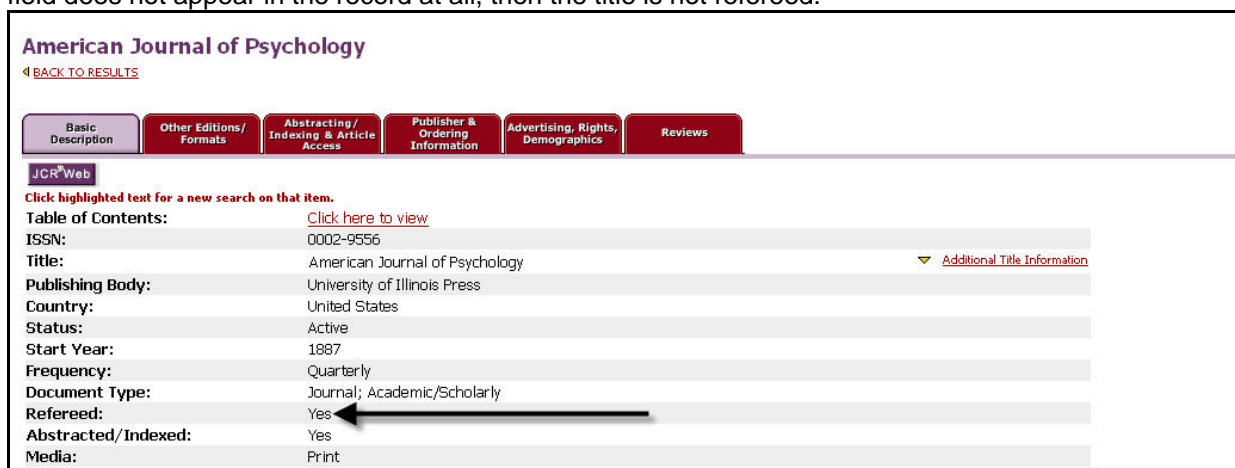 field does not appear in the record at all, then the title is not refereed.
American Journal of Psychology
BACK TO RESULTS
Basic Description
Other Editions/ Formats
Abstracting/ Indexing & Article Access
Publisher & Ordering Information
Advertising, Rights, Demographics
Reviews
JCR Web
Click highlighted text for a new search on that item.
Table of Contents: Click here to view
ISSN: 0002-9556
Title: American Journal of Psychology Additional Title Information
Publishing Body: University of Illinois Press
Country: United States
Status: Active
Start Year: 1887
Frequency: Quarterly
Document Type: Journal; Academic/Scholarly
Refereed: Yes
Abstracted/Indexed: Yes
Media: Print